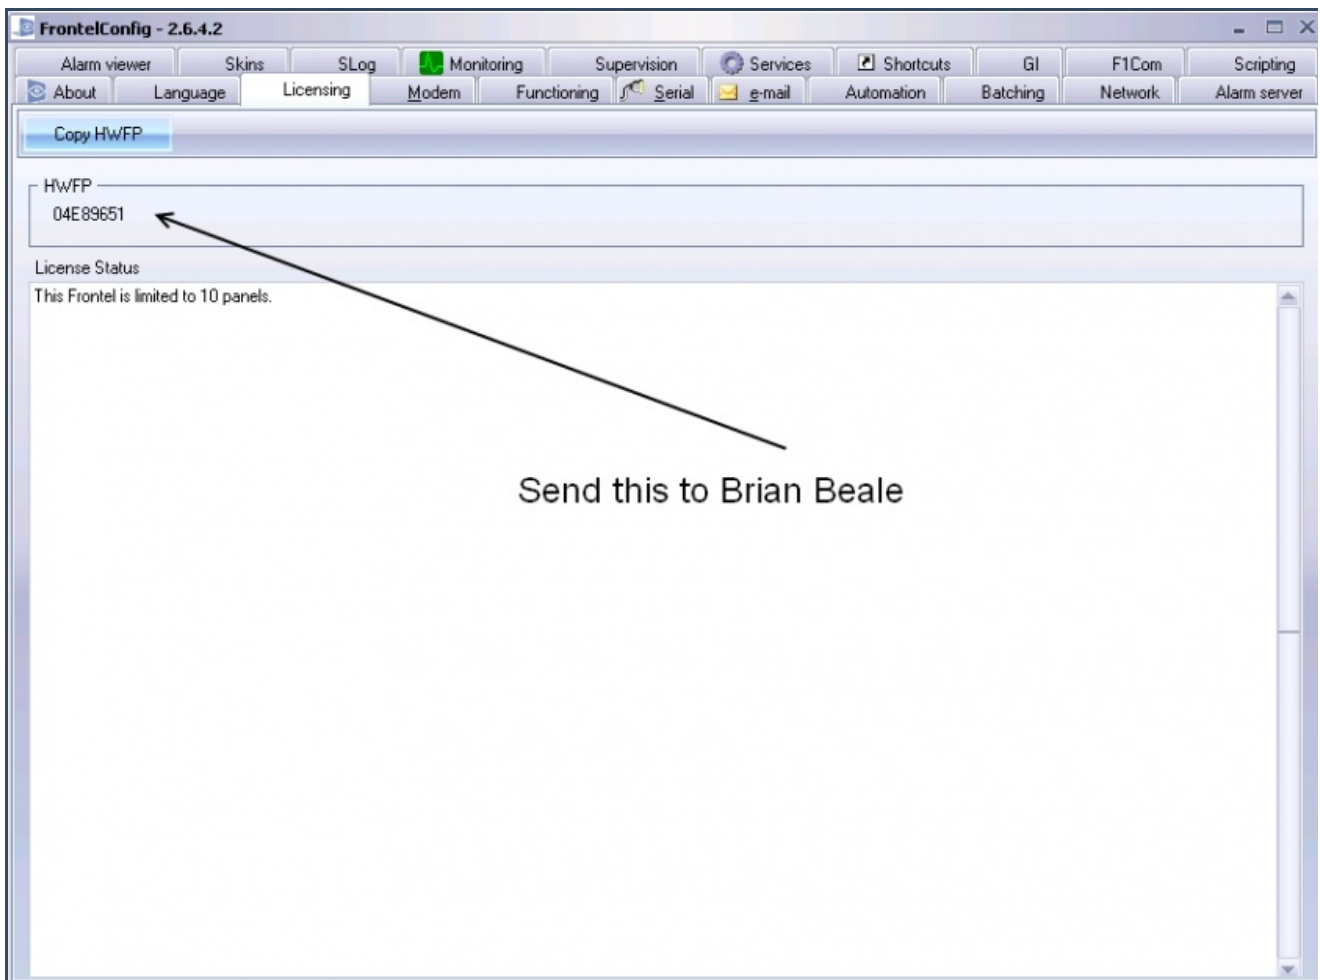 FrontelConfig - 2.6.4.2
Alarm viewer Skins SLog Monitoring Supervision Services Shortcuts GI F1Com Scripting
About Language Licensing Modem Functioning Serial e-mail Automation Batching Network Alarm server
Copy HWFP
HWFP
04E89651
License Status
This Frontel is limited to 10 panels.
Send this to Brian Beale